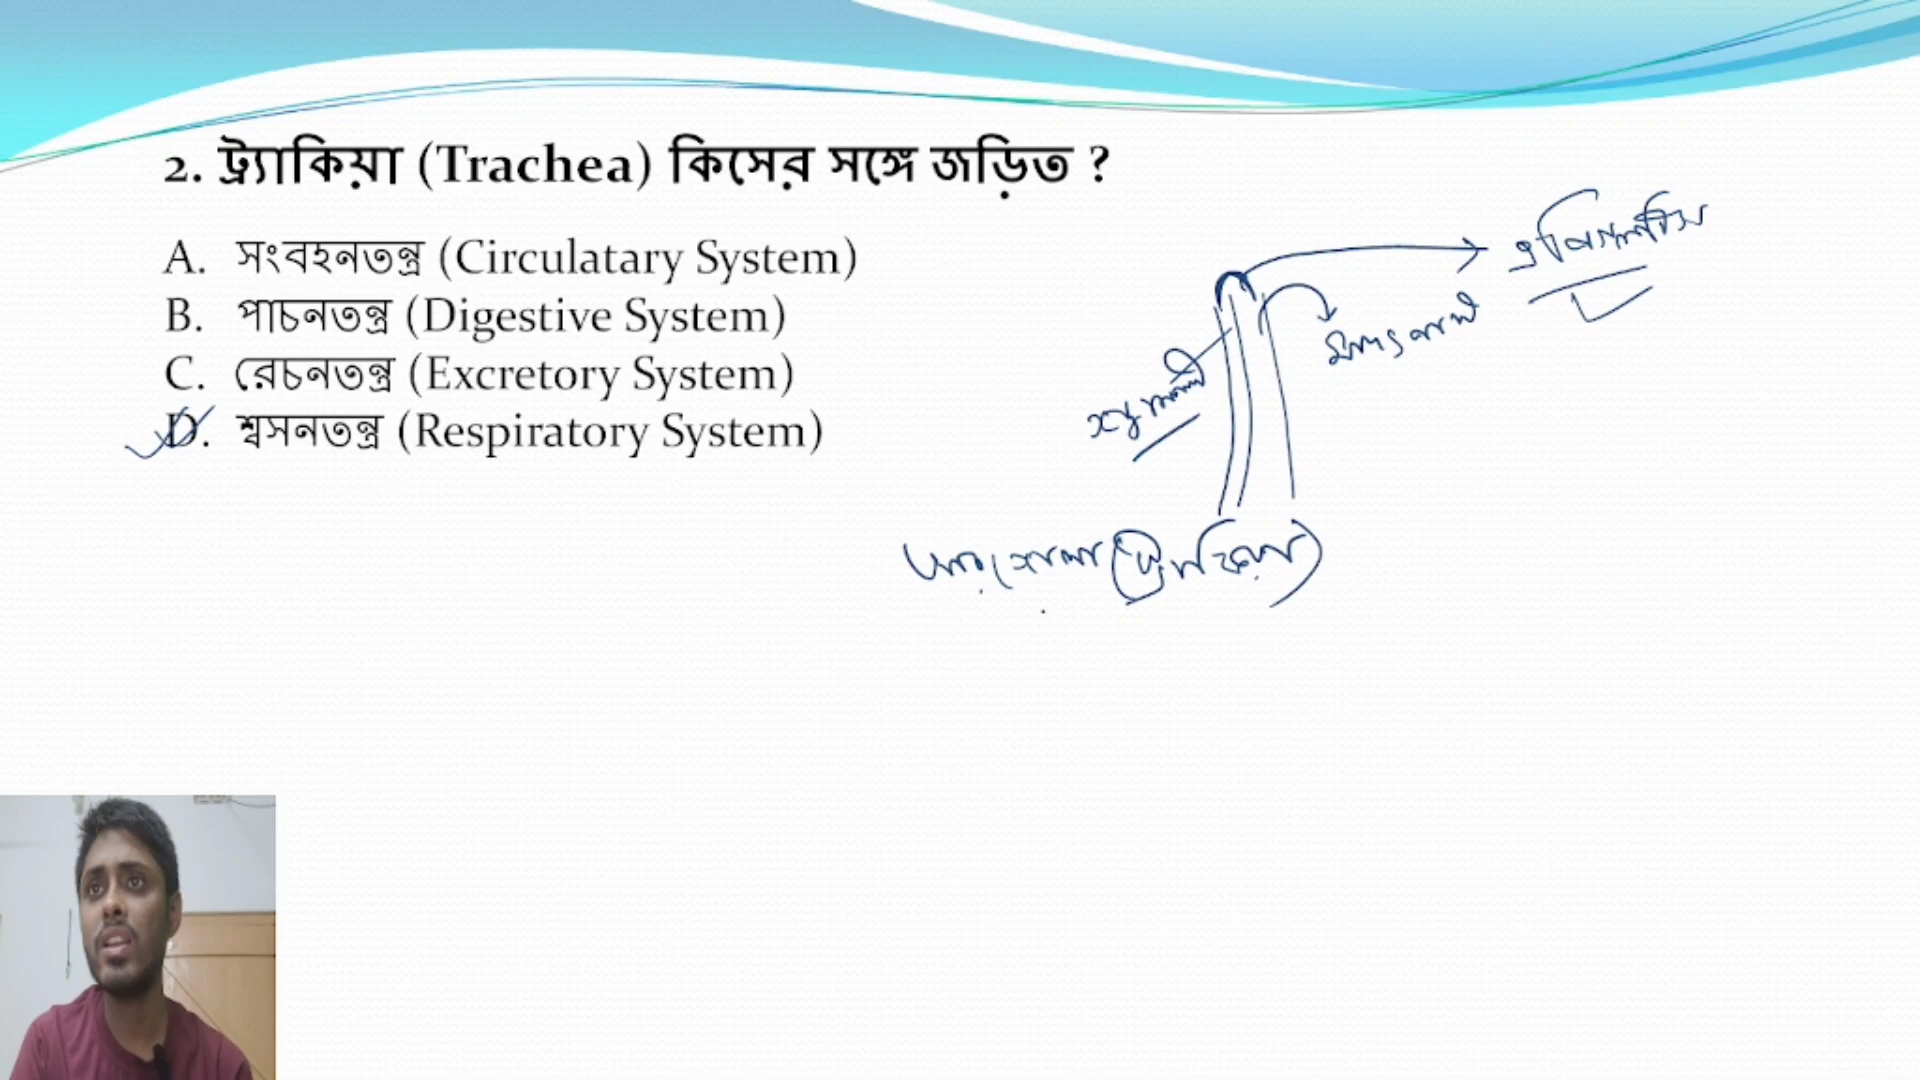 2. ট্র্যাকিয়া (Trachea) কিসের সঙ্গে জড়িত ?
A. সংবহনতন্ত্র (Circulatary System)
B. পাচনতন্ত্র (Digestive System)
C. রেচনতন্ত্র (Excretory System)
D. শ্বসনতন্ত্র (Respiratory System)